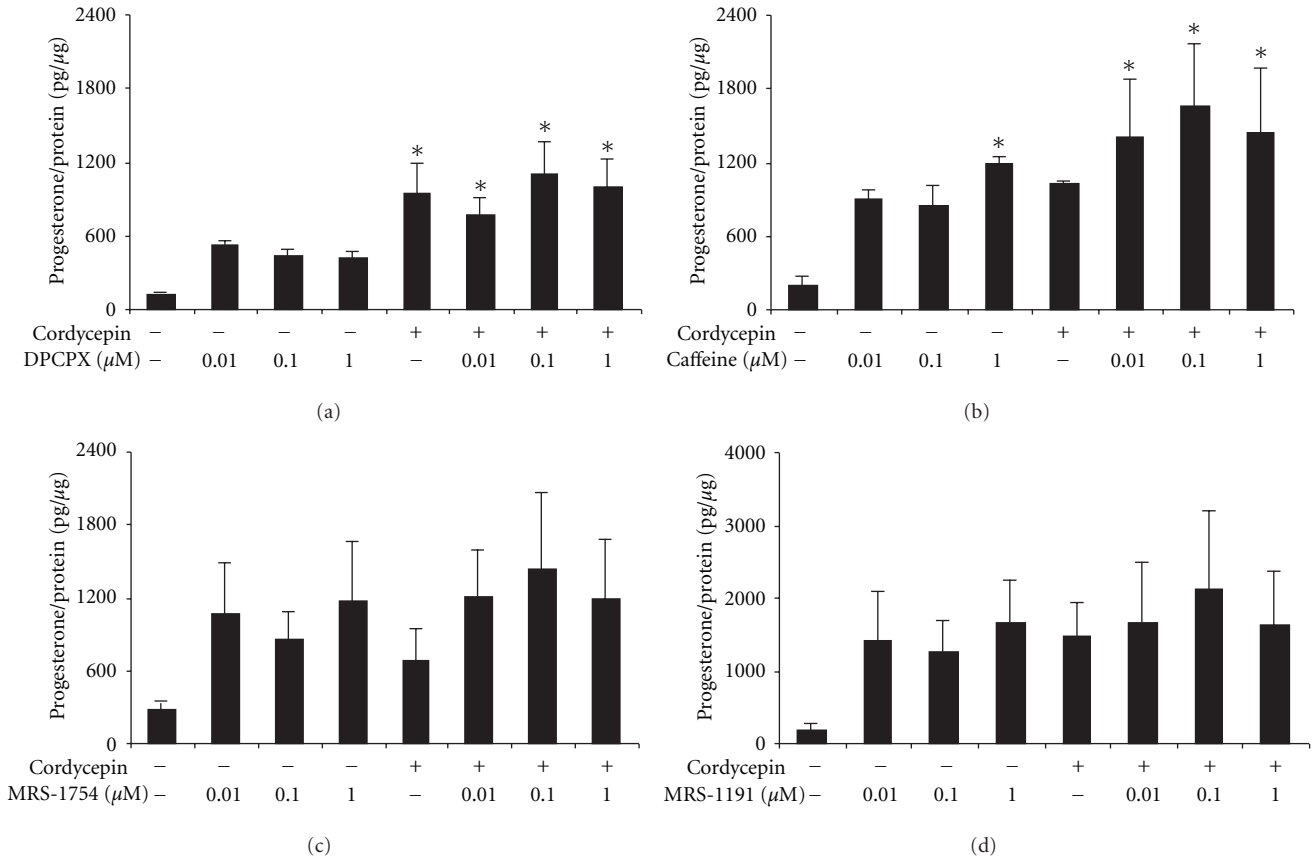 2400
1800
1200
600
0
Progesterone/protein (pg/μg)
* * * *
Cordycepin − − − − + + + +
DPCPX (μM) − 0.01 0.1 1 − 0.01 0.1 1
(a)
2400
1800
1200
600
0
Progesterone/protein (pg/μg)
* * * *
Cordycepin − − − − + + + +
Caffeine (μM) − 0.01 0.1 1 − 0.01 0.1 1
(b)
2400
1800
1200
600
0
Progesterone/protein (pg/μg)
Cordycepin − − − − + + + +
MRS-1754 (μM) − 0.01 0.1 1 − 0.01 0.1 1
(c)
4000
3000
2000
1000
0
Progesterone/protein (pg/μg)
Cordycepin − − − − + + + +
MRS-1191 (μM) − 0.01 0.1 1 − 0.01 0.1 1
(d)